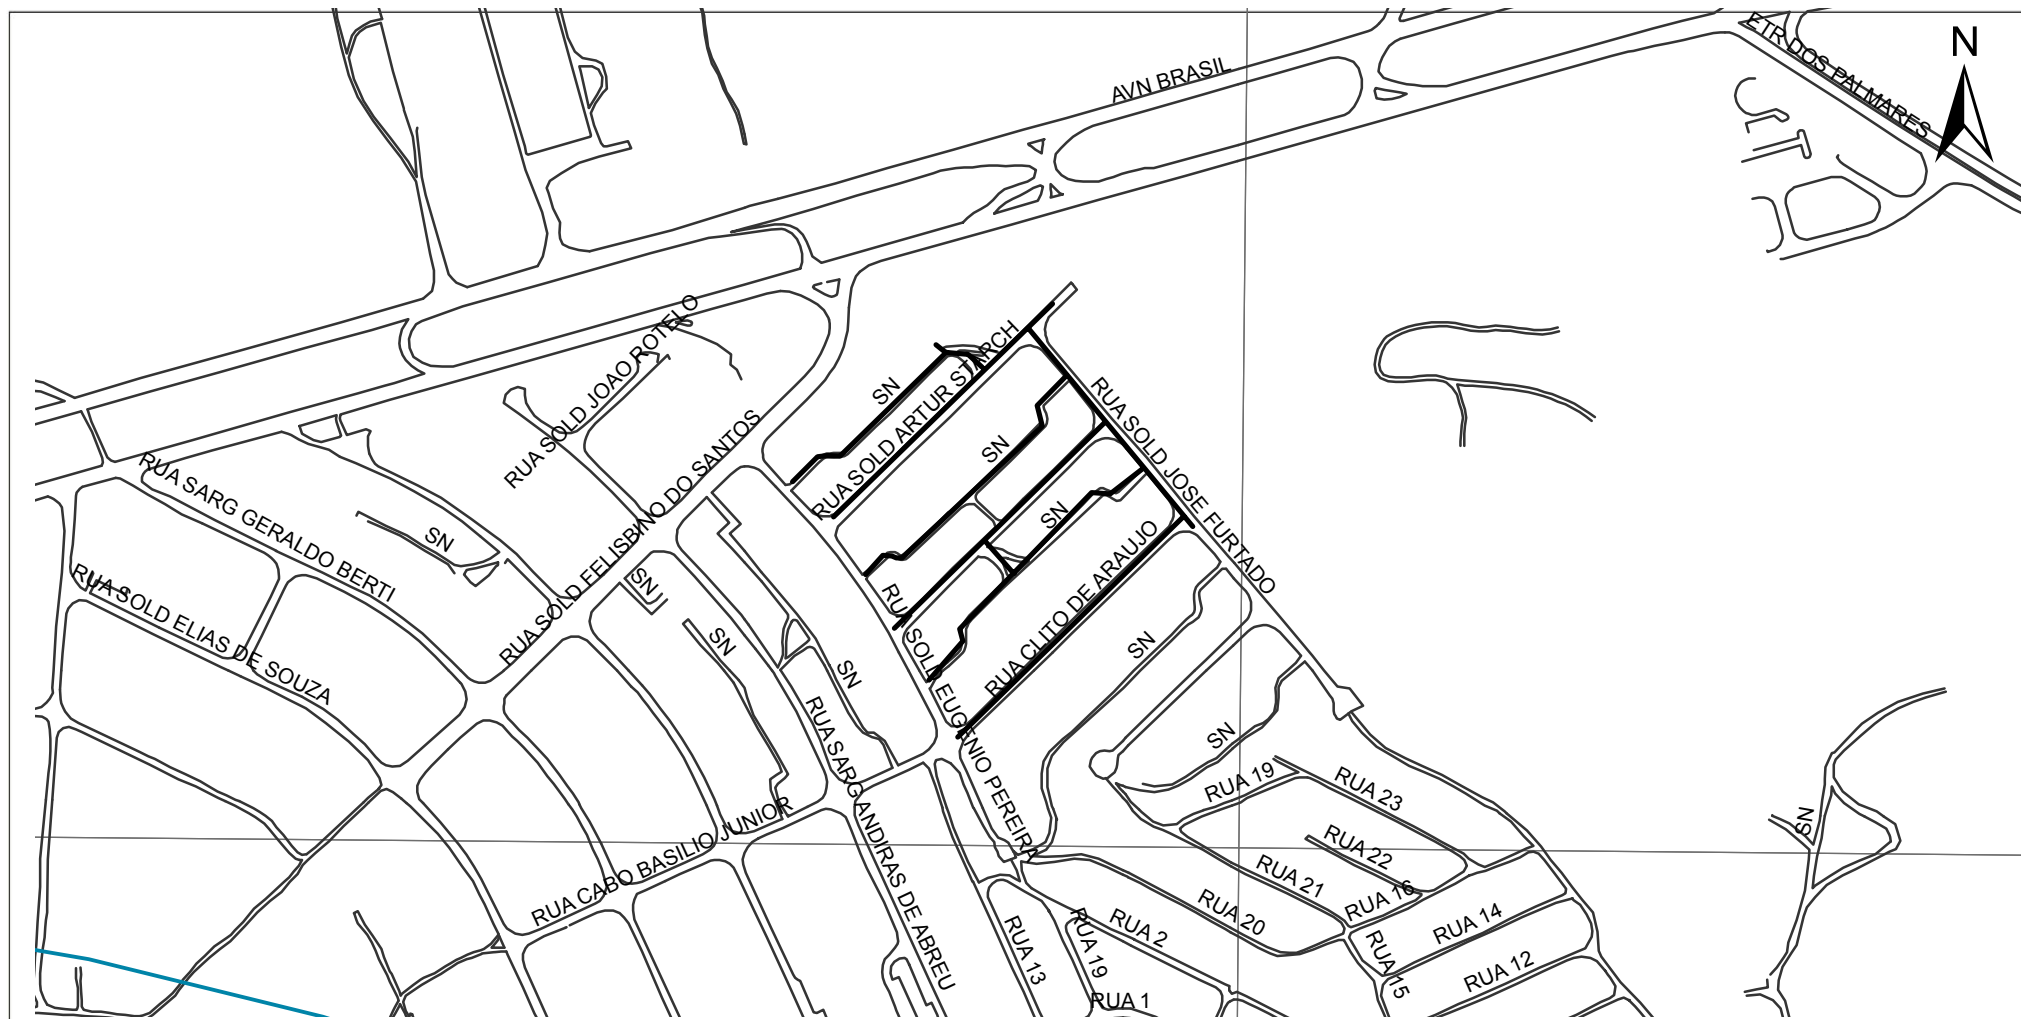 ETR DOS PALMARES
N
AVN BRASIL
RUA SOLD JOAO ROTELO
SN
RUA SOLD ARTUR STARCH
RUA SOLD JOSE FURTADO
RUA SOLD FELISBINO DO SANTOS
SN
RUA SARG GERALDO BERTI
SN
SN
RUA SOLD ELIAS DE SOUZA
SN
RUA CLITO DE ARAUJO
RUA SOLD EUGENIO PEREIRA
SN
SN
SN
RUA SARG ANDIRAS DE ABREU
SN
RUA 19
RUA 23
SN
RUA CABO BASILIO JUNIOR
RUA 22
RUA 21
RUA 16
RUA 20
RUA 14
RUA 2
RUA 13
RUA 19
RUA 15
RUA 12
RUA 1